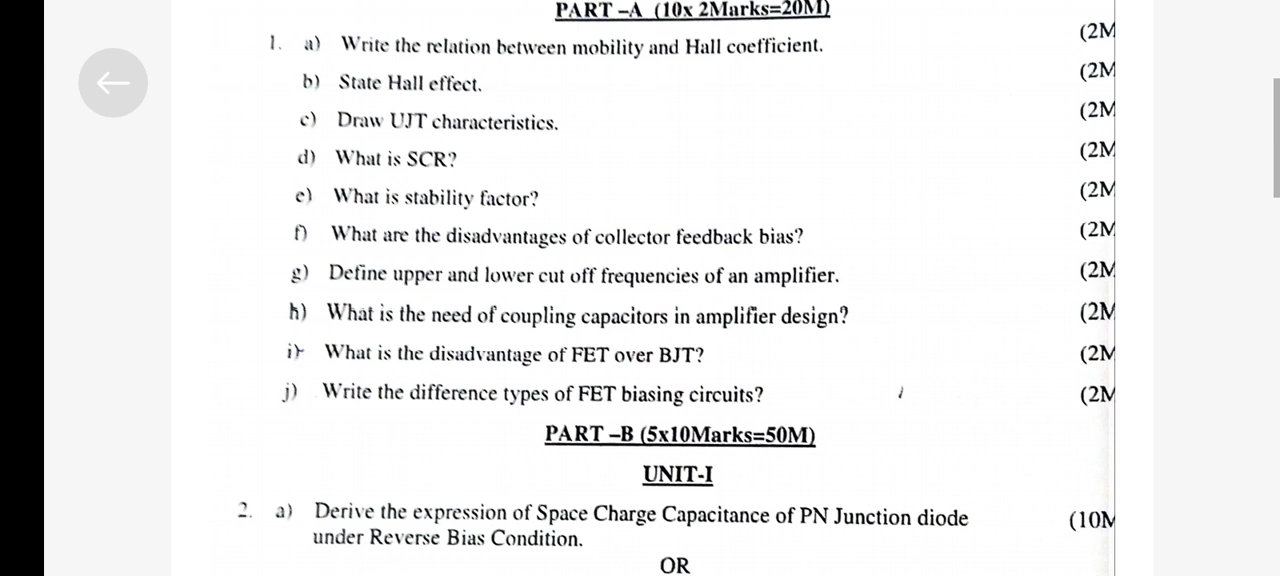 PART –A (10x 2Marks=20M)
1. a) Write the relation between mobility and Hall coefficient. (2M
b) State Hall effect. (2M
c) Draw UJT characteristics. (2M
d) What is SCR? (2M
e) What is stability factor? (2M
f) What are the disadvantages of collector feedback bias? (2M
g) Define upper and lower cut off frequencies of an amplifier. (2M
h) What is the need of coupling capacitors in amplifier design? (2M
i) What is the disadvantage of FET over BJT? (2M
j) Write the difference types of FET biasing circuits? (2M
PART –B (5x10Marks=50M)
UNIT-I
2. a) Derive the expression of Space Charge Capacitance of PN Junction diode (10M
under Reverse Bias Condition.
OR